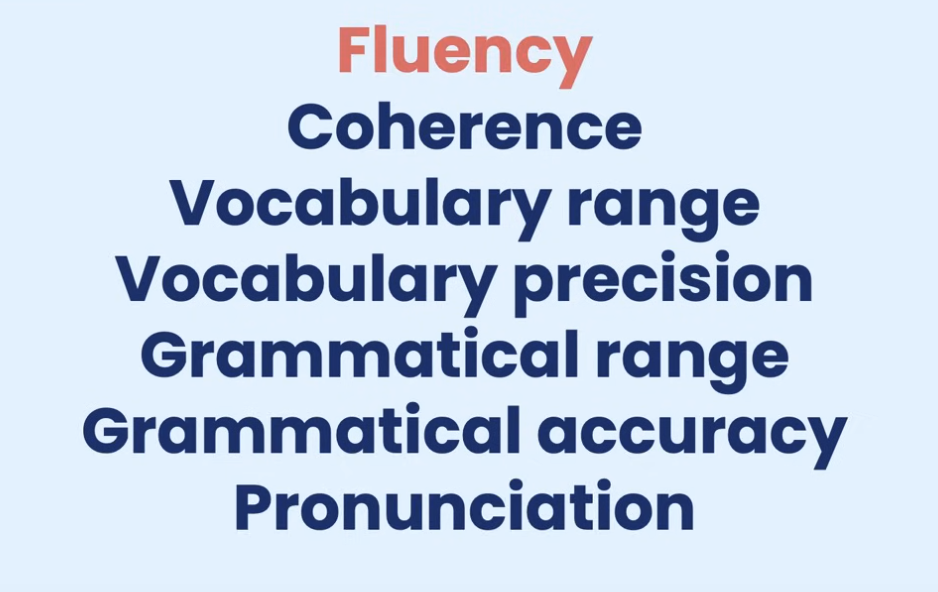 Fluency
Coherence
Vocabulary range
Vocabulary precision
Grammatical range
Grammatical accuracy
Pronunciation